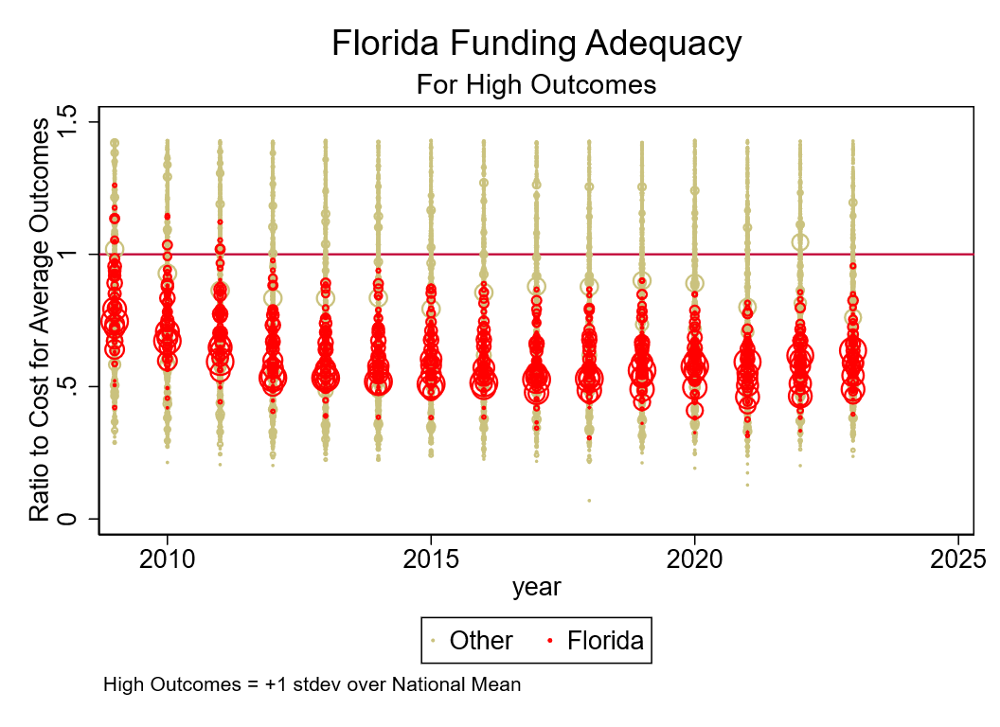 Florida Funding Adequacy
For High Outcomes
Ratio to Cost for Average Outcomes
1.5
1
.5
0
2010
2015
2020
2025
year
Other
Florida
High Outcomes = +1 stdev over National Mean